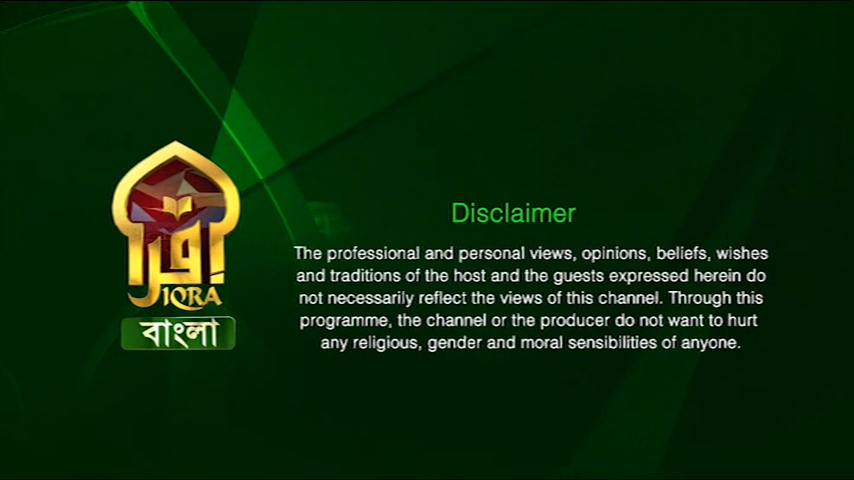 ইক্বরা
IQRA
বাংলা
Disclaimer
The professional and personal views, opinions, beliefs, wishes
and traditions of the host and the guests expressed herein do
not necessarily reflect the views of this channel. Through this
programme, the channel or the producer do not want to hurt
any religious, gender and moral sensibilities of anyone.